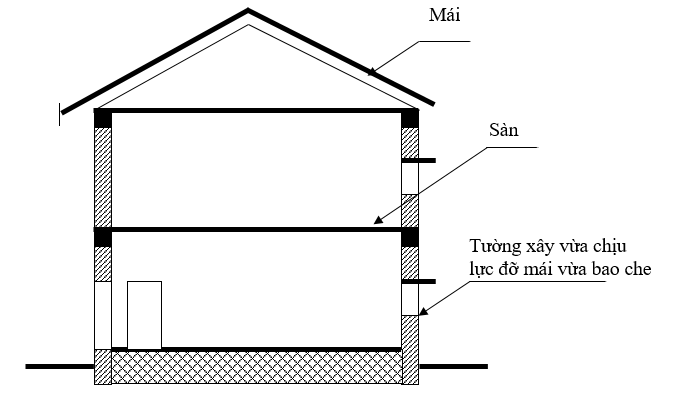 Mái
Sàn
Tường xây vừa chịu
lực đỡ mái vừa bao che